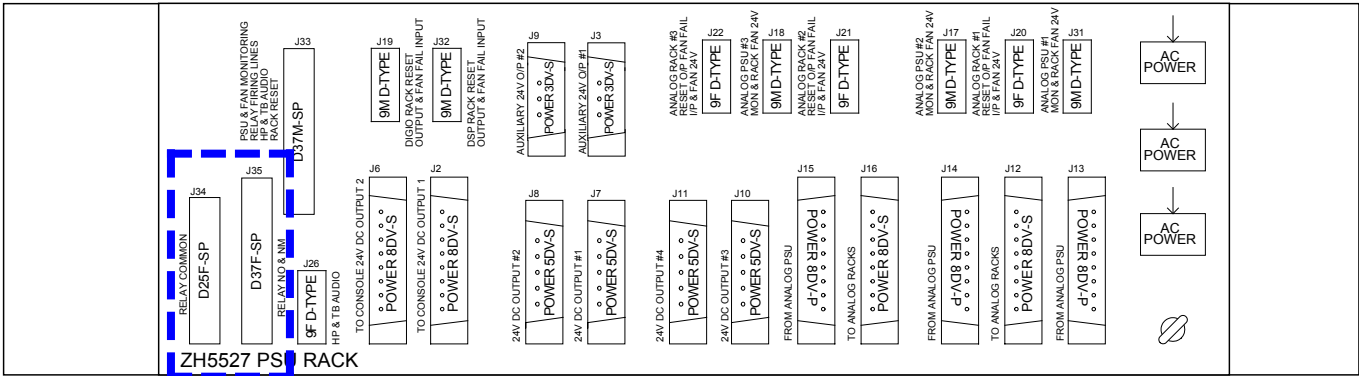 J33
PSU & FAN MONITORING
RELAY FIRING LINES
HP & TB AUDIO
RACK RESET
D37M-SP
J19
9M D-TYPE
DIGIO RACK RESET
OUTPUT & FAN FAIL INPUT
J32
9M D-TYPE
DSP RACK RESET
OUTPUT & FAN FAIL INPUT
AUXILIARY 24V O/P #2
J9
POWER 3DV-S
AUXILIARY 24V O/P #1
J3
POWER 3DV-S
ANALOG RACK #3
RESET O/P FAN FAIL
I/P & FAN 24V
J22
9F D-TYPE
ANALOG PSU #3
MON & RACK FAN 24V
J18
9M D-TYPE
ANALOG RACK #2
RESET O/P FAN FAIL
I/P & FAN 24V
J21
9F D-TYPE
ANALOG PSU #2
MON & RACK FAN 24V
J17
9M D-TYPE
ANALOG RACK #1
RESET O/P FAN FAIL
I/P & FAN 24V
J20
9F D-TYPE
ANALOG PSU #1
MON & RACK FAN 24V
J31
9M D-TYPE
AC
POWER
AC
POWER
AC
POWER
RELAY COMMON
J34
D25F-SP
J35
D37F-SP
RELAY NO & NM
J26
9F D-TYPE
HP & TB AUDIO
TO CONSOLE 24V DC OUTPUT 2
J6
POWER 8DV-S
TO CONSOLE 24V DC OUTPUT 1
J2
POWER 8DV-S
24V DC OUTPUT #2
J8
POWER 5DV-S
24V DC OUTPUT #1
J7
POWER 5DV-S
24V DC OUTPUT #4
J11
POWER 5DV-S
24V DC OUTPUT #3
J10
POWER 5DV-S
FROM ANALOG PSU
J15
POWER 8DV-P
TO ANALOG RACKS
J16
POWER 8DV-S
FROM ANALOG PSU
J14
POWER 8DV-P
TO ANALOG RACKS
J12
POWER 8DV-S
FROM ANALOG PSU
J13
POWER 8DV-P
ZH5527 PSU RACK